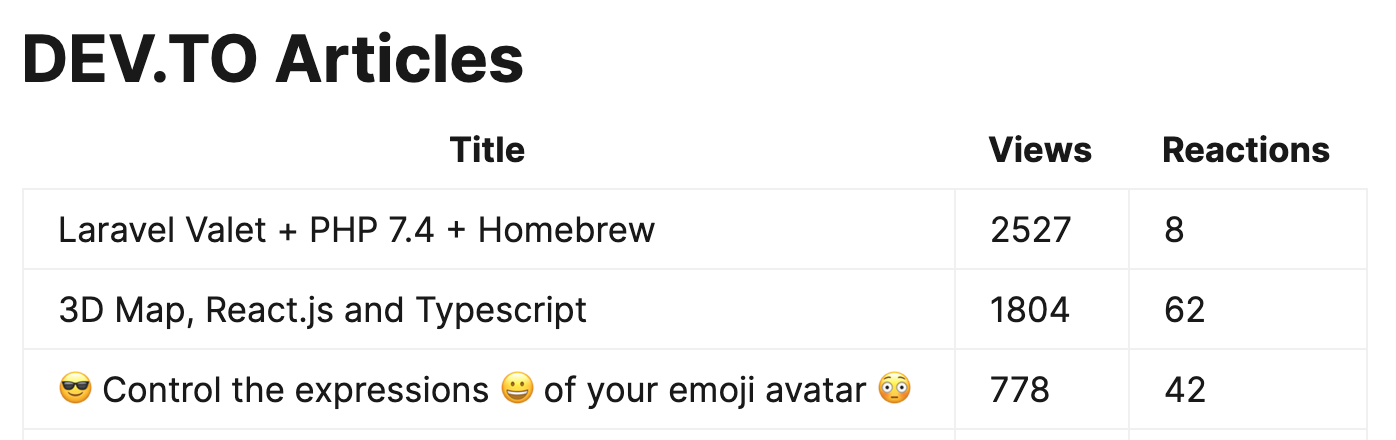 DEV.TO Articles
Title Views Reactions
Laravel Valet + PHP 7.4 + Homebrew 2527 8
3D Map, React.js and Typescript 1804 62
😎 Control the expressions 😀 of your emoji avatar 😳 778 42